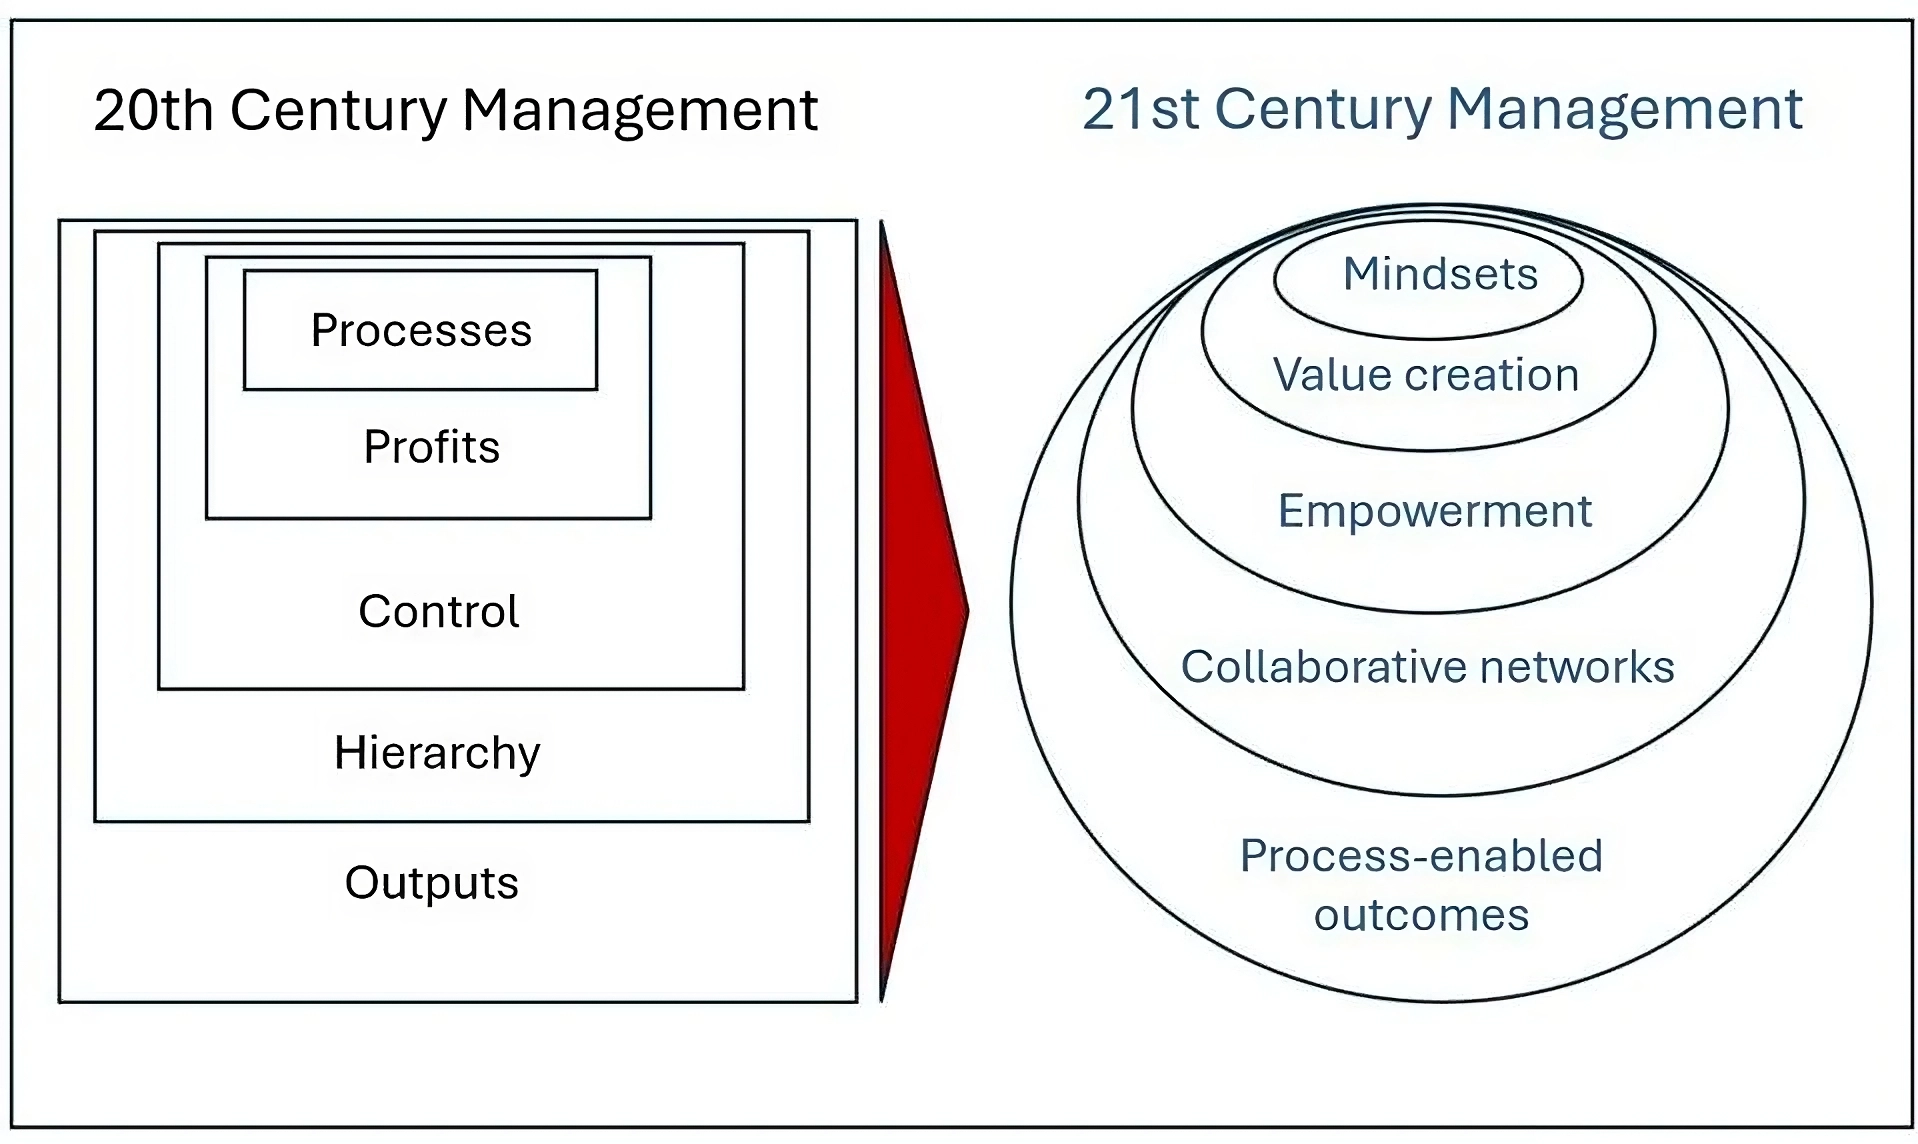 20th Century Management
Processes
Profits
Control
Hierarchy
Outputs
21st Century Management
Mindsets
Value creation
Empowerment
Collaborative networks
Process-enabled
outcomes